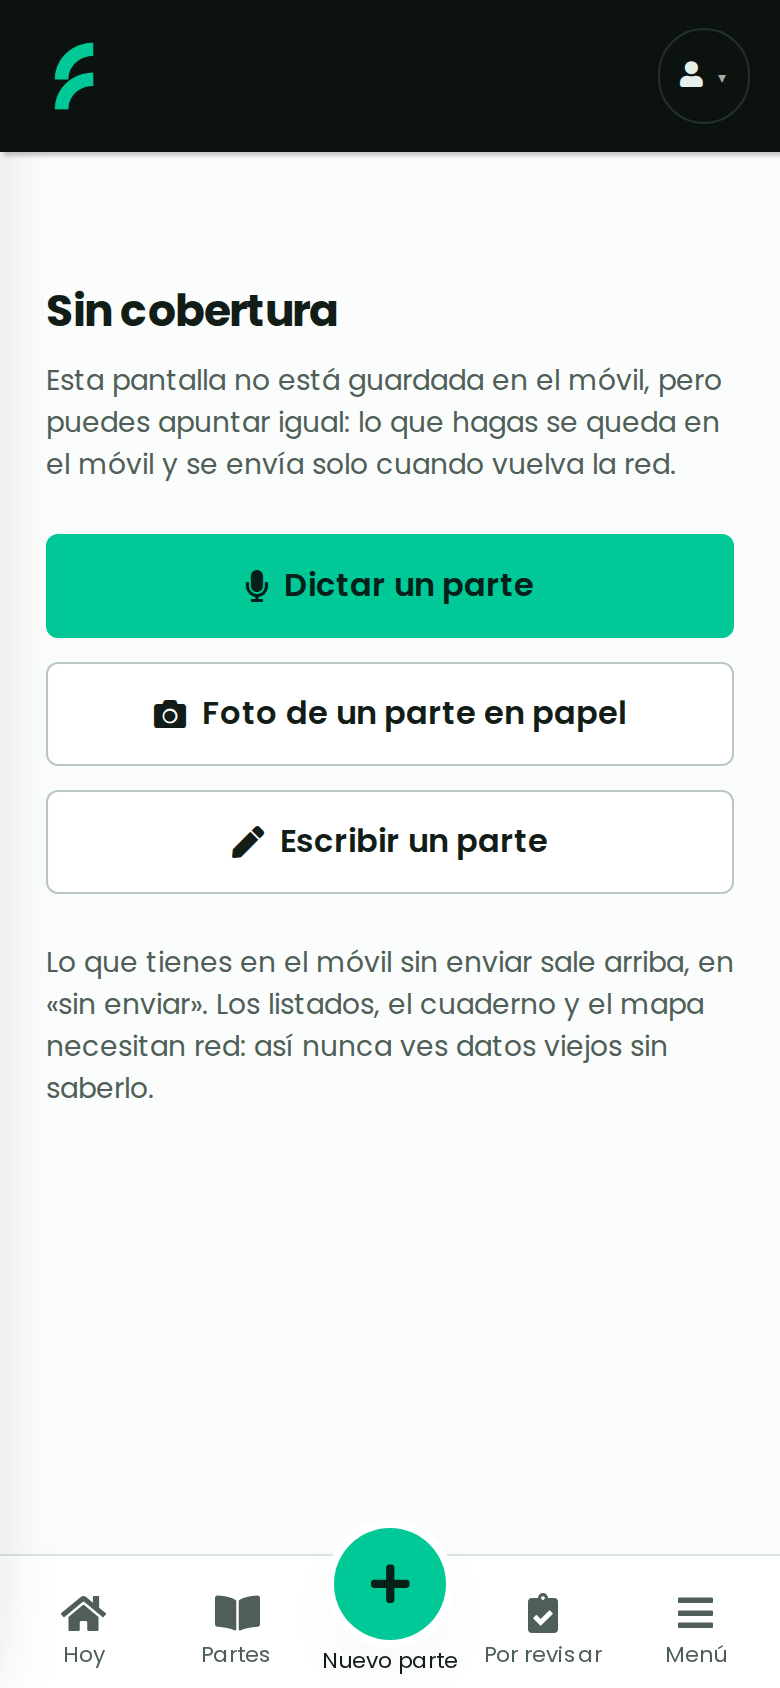 Sin cobertura
Esta pantalla no está guardada en el móvil, pero
puedes apuntar igual: lo que hagas se queda en
el móvil y se envía solo cuando vuelva la red.
Dictar un parte
Foto de un parte en papel
Escribir un parte
Lo que tienes en el móvil sin enviar sale arriba, en
«sin enviar». Los listados, el cuaderno y el mapa
necesitan red: así nunca ves datos viejos sin
saberlo.
Hoy
Partes
Nuevo parte
Por revisar
Menú